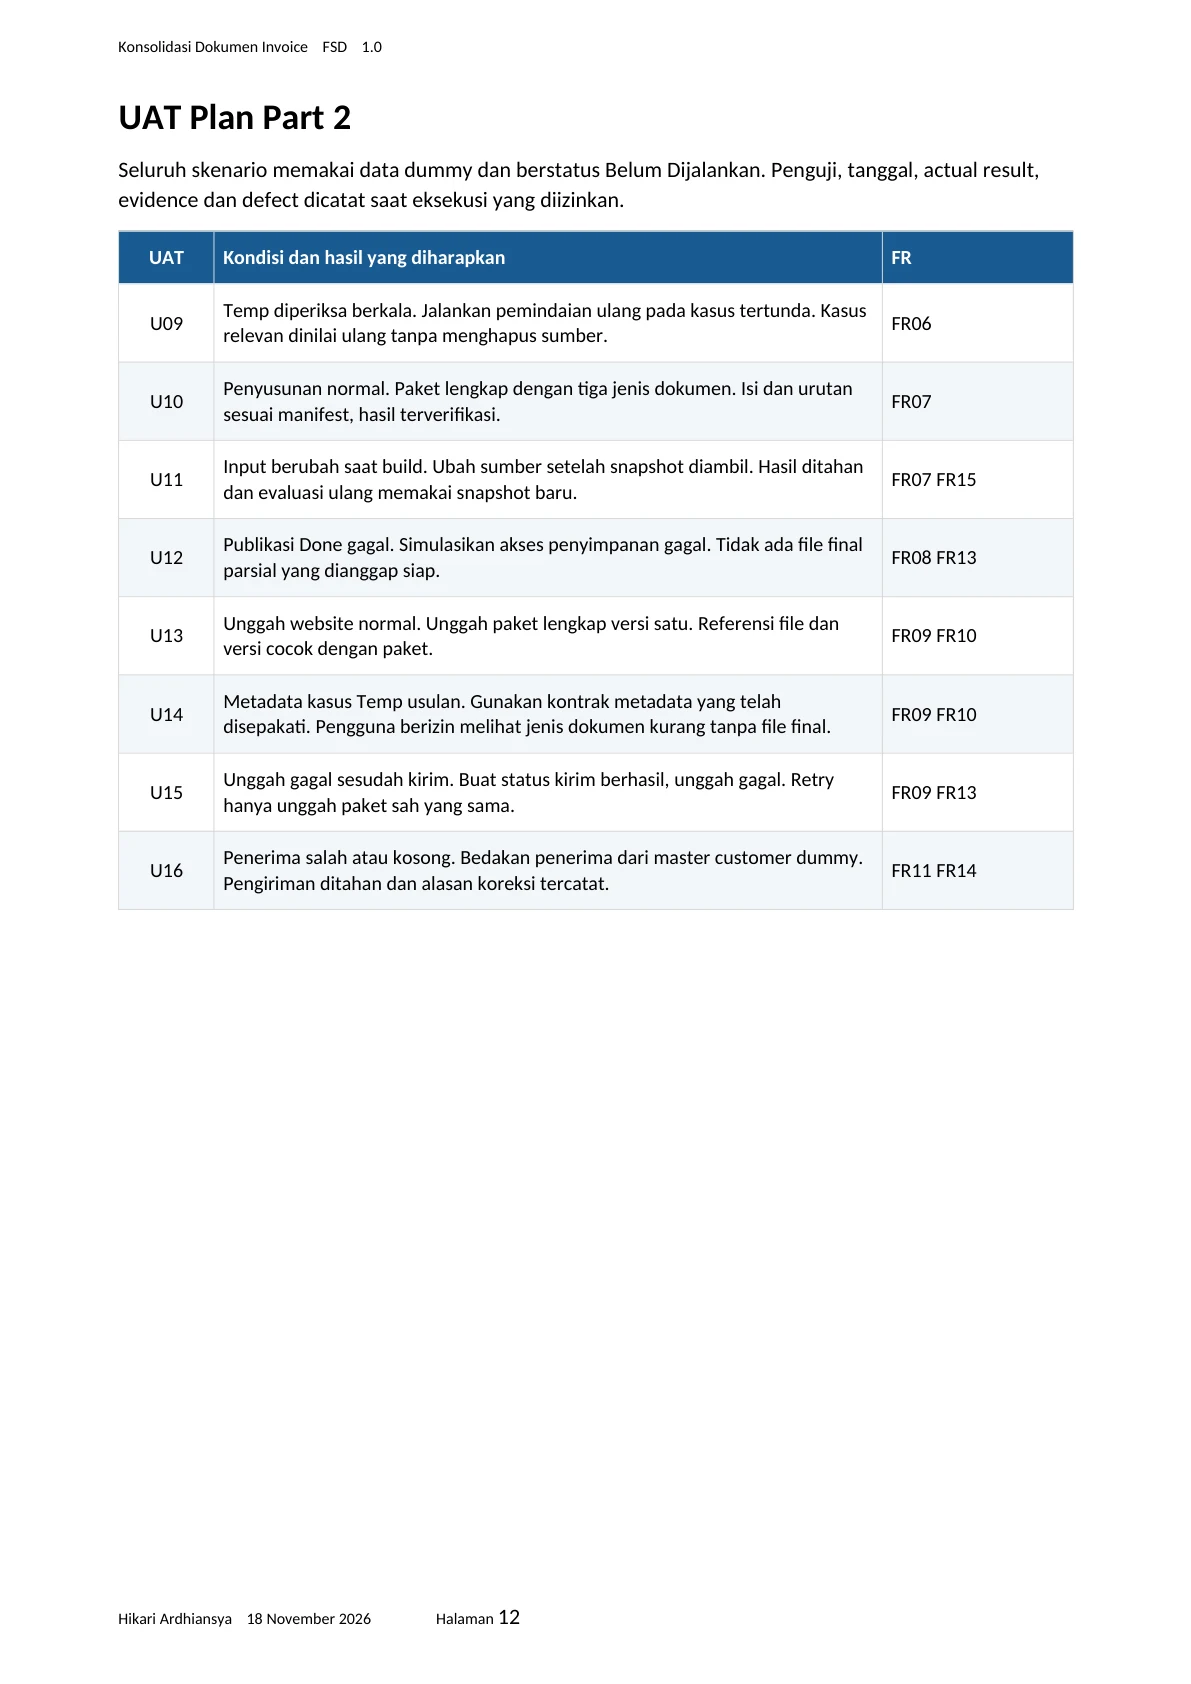 Konsolidasi Dokumen Invoice FSD 1.0
UAT Plan Part 2
Seluruh skenario memakai data dummy dan berstatus Belum Dijalankan. Penguji, tanggal, actual result,
evidence dan defect dicatat saat eksekusi yang diizinkan.
UAT Kondisi dan hasil yang diharapkan FR
U09 Temp diperiksa berkala. Jalankan pemindaian ulang pada kasus tertunda. Kasus
relevan dinilai ulang tanpa menghapus sumber. FR06
U10 Penyusunan normal. Paket lengkap dengan tiga jenis dokumen. Isi dan urutan
sesuai manifest, hasil terverifikasi. FR07
U11 Input berubah saat build. Ubah sumber setelah snapshot diambil. Hasil ditahan
dan evaluasi ulang memakai snapshot baru. FR07 FR15
U12 Publikasi Done gagal. Simulasikan akses penyimpanan gagal. Tidak ada file final
parsial yang dianggap siap. FR08 FR13
U13 Unggah website normal. Unggah paket lengkap versi satu. Referensi file dan
versi cocok dengan paket. FR09 FR10
U14 Metadata kasus Temp usulan. Gunakan kontrak metadata yang telah
disepakati. Pengguna berizin melihat jenis dokumen kurang tanpa file final. FR09 FR10
U15 Unggah gagal sesudah kirim. Buat status kirim berhasil, unggah gagal. Retry
hanya unggah paket sah yang sama. FR09 FR13
U16 Penerima salah atau kosong. Bedakan penerima dari master customer dummy.
Pengiriman ditahan dan alasan koreksi tercatat. FR11 FR14
Hikari Ardhiansya 18 November 2026 Halaman 12